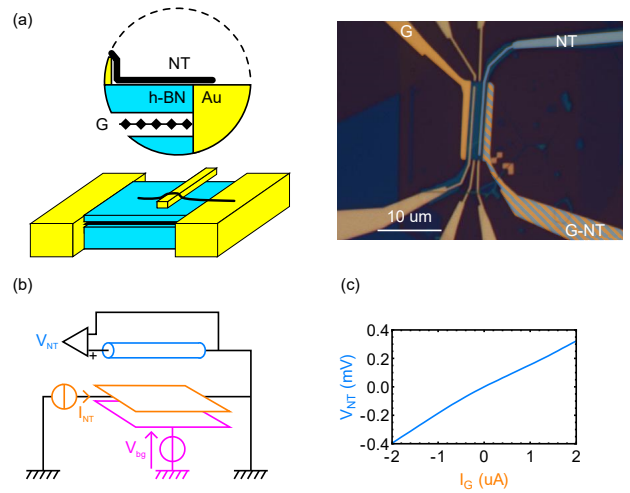 (a)
NT
h-BN
Au
G
G
NT
10 um
G-NT
(b)
V_NT
+
I_NT
V_bg
(c)
V_NT (mV)
0.4
0.2
0.0
-0.2
-0.4
-2
-1
0
1
2
I_G (uA)